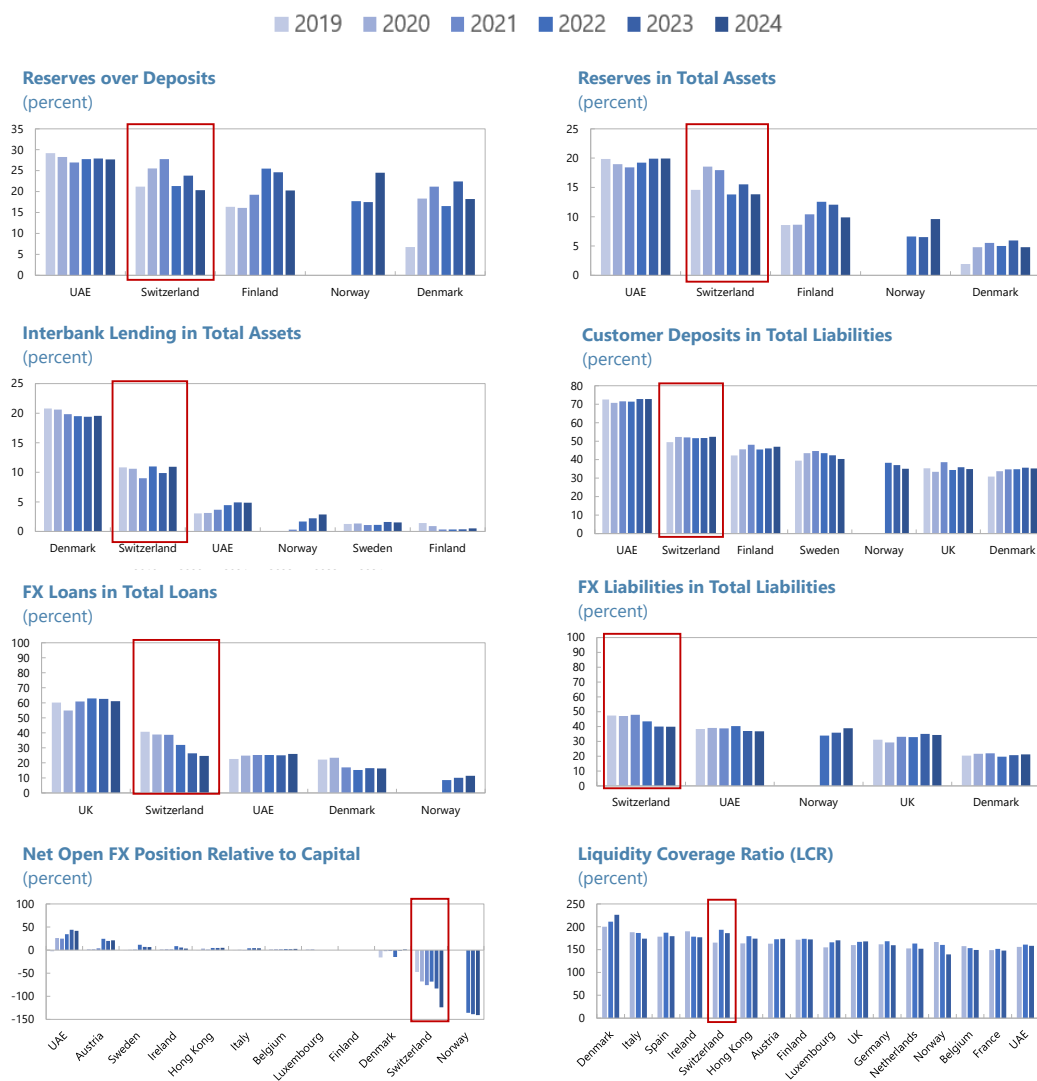 2019 2020 2021 2022 2023 2024
Reserves over Deposits
(percent)
35
30
25
20
15
10
5
0
UAE Switzerland Finland Norway Denmark
Reserves in Total Assets
(percent)
25
20
15
10
5
0
UAE Switzerland Finland Norway Denmark
Interbank Lending in Total Assets
(percent)
25
20
15
10
5
0
Denmark Switzerland UAE Norway Sweden Finland
Customer Deposits in Total Liabilities
(percent)
80
70
60
50
40
30
20
10
0
UAE Switzerland Finland Sweden Norway UK Denmark
FX Loans in Total Loans
(percent)
100
90
80
70
60
50
40
30
20
10
0
UK Switzerland UAE Denmark Norway
FX Liabilities in Total Liabilities
(percent)
100
90
80
70
60
50
40
30
20
10
0
Switzerland UAE Norway UK Denmark
Net Open FX Position Relative to Capital
(percent)
100
50
0
-50
-100
-150
UAE Austria Sweden Ireland Hong Kong Italy Belgium Luxembourg Finland Denmark Switzerland Norway
Liquidity Coverage Ratio (LCR)
(percent)
250
200
150
100
50
0
Denmark Italy Spain Ireland Switzerland Hong Kong Austria Finland Luxembourg UK Germany Netherlands Norway Belgium France UAE